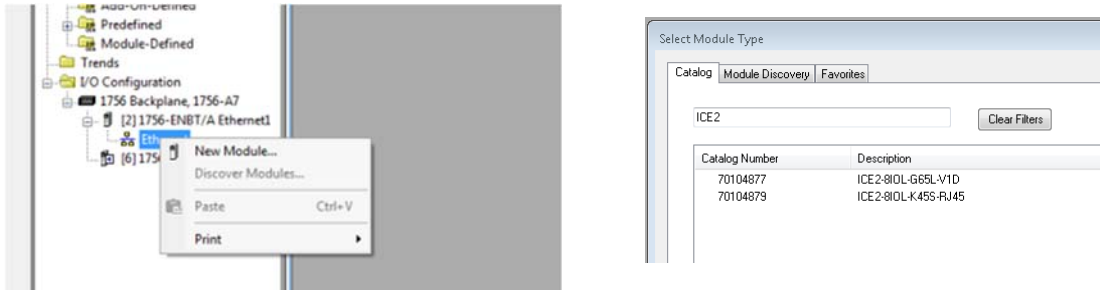 Add-On-Defined
Predefined
Module-Defined
Trends
I/O Configuration
1756 Backplane, 1756-A7
[2] 1756-ENBT/A Ethernet1
[6] 175
New Module...
Discover Modules...
Paste Ctrl+V
Print
Select Module Type
Catalog Module Discovery Favorites
ICE2 Clear Filters
Catalog Number Description
70104877 ICE2-8IOL-G65L-V1D
70104879 ICE2-8IOL-K45S-RJ45